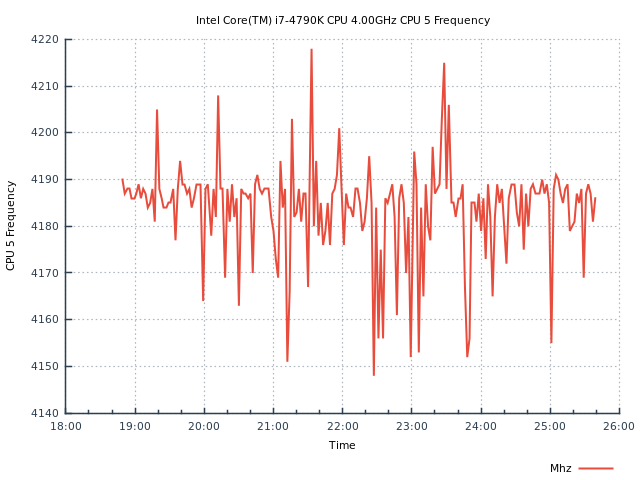 Intel Core(TM) i7-4790K CPU 4.00GHz CPU 5 Frequency
4220
4210
4200
4190
4180
4170
4160
4150
4140
CPU 5 Frequency
18:00 19:00 20:00 21:00 22:00 23:00 24:00 25:00 26:00
Time
Mhz